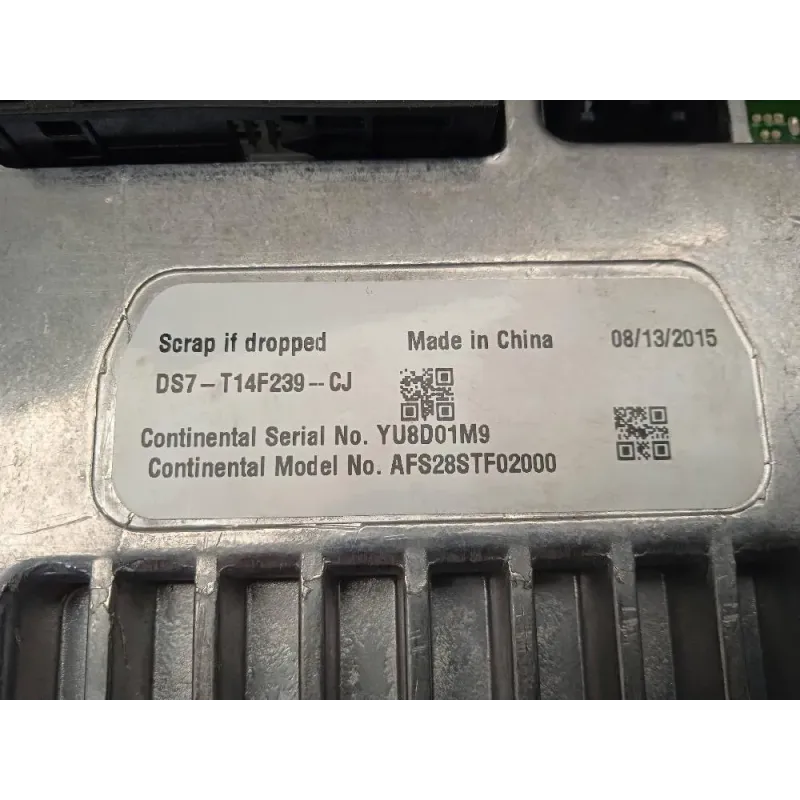 Scrap if dropped Made in China 08/13/2015
DS7-T14F239-CJ
Continental Serial No. YU8D01M9
Continental Model No. AFS28STF02000